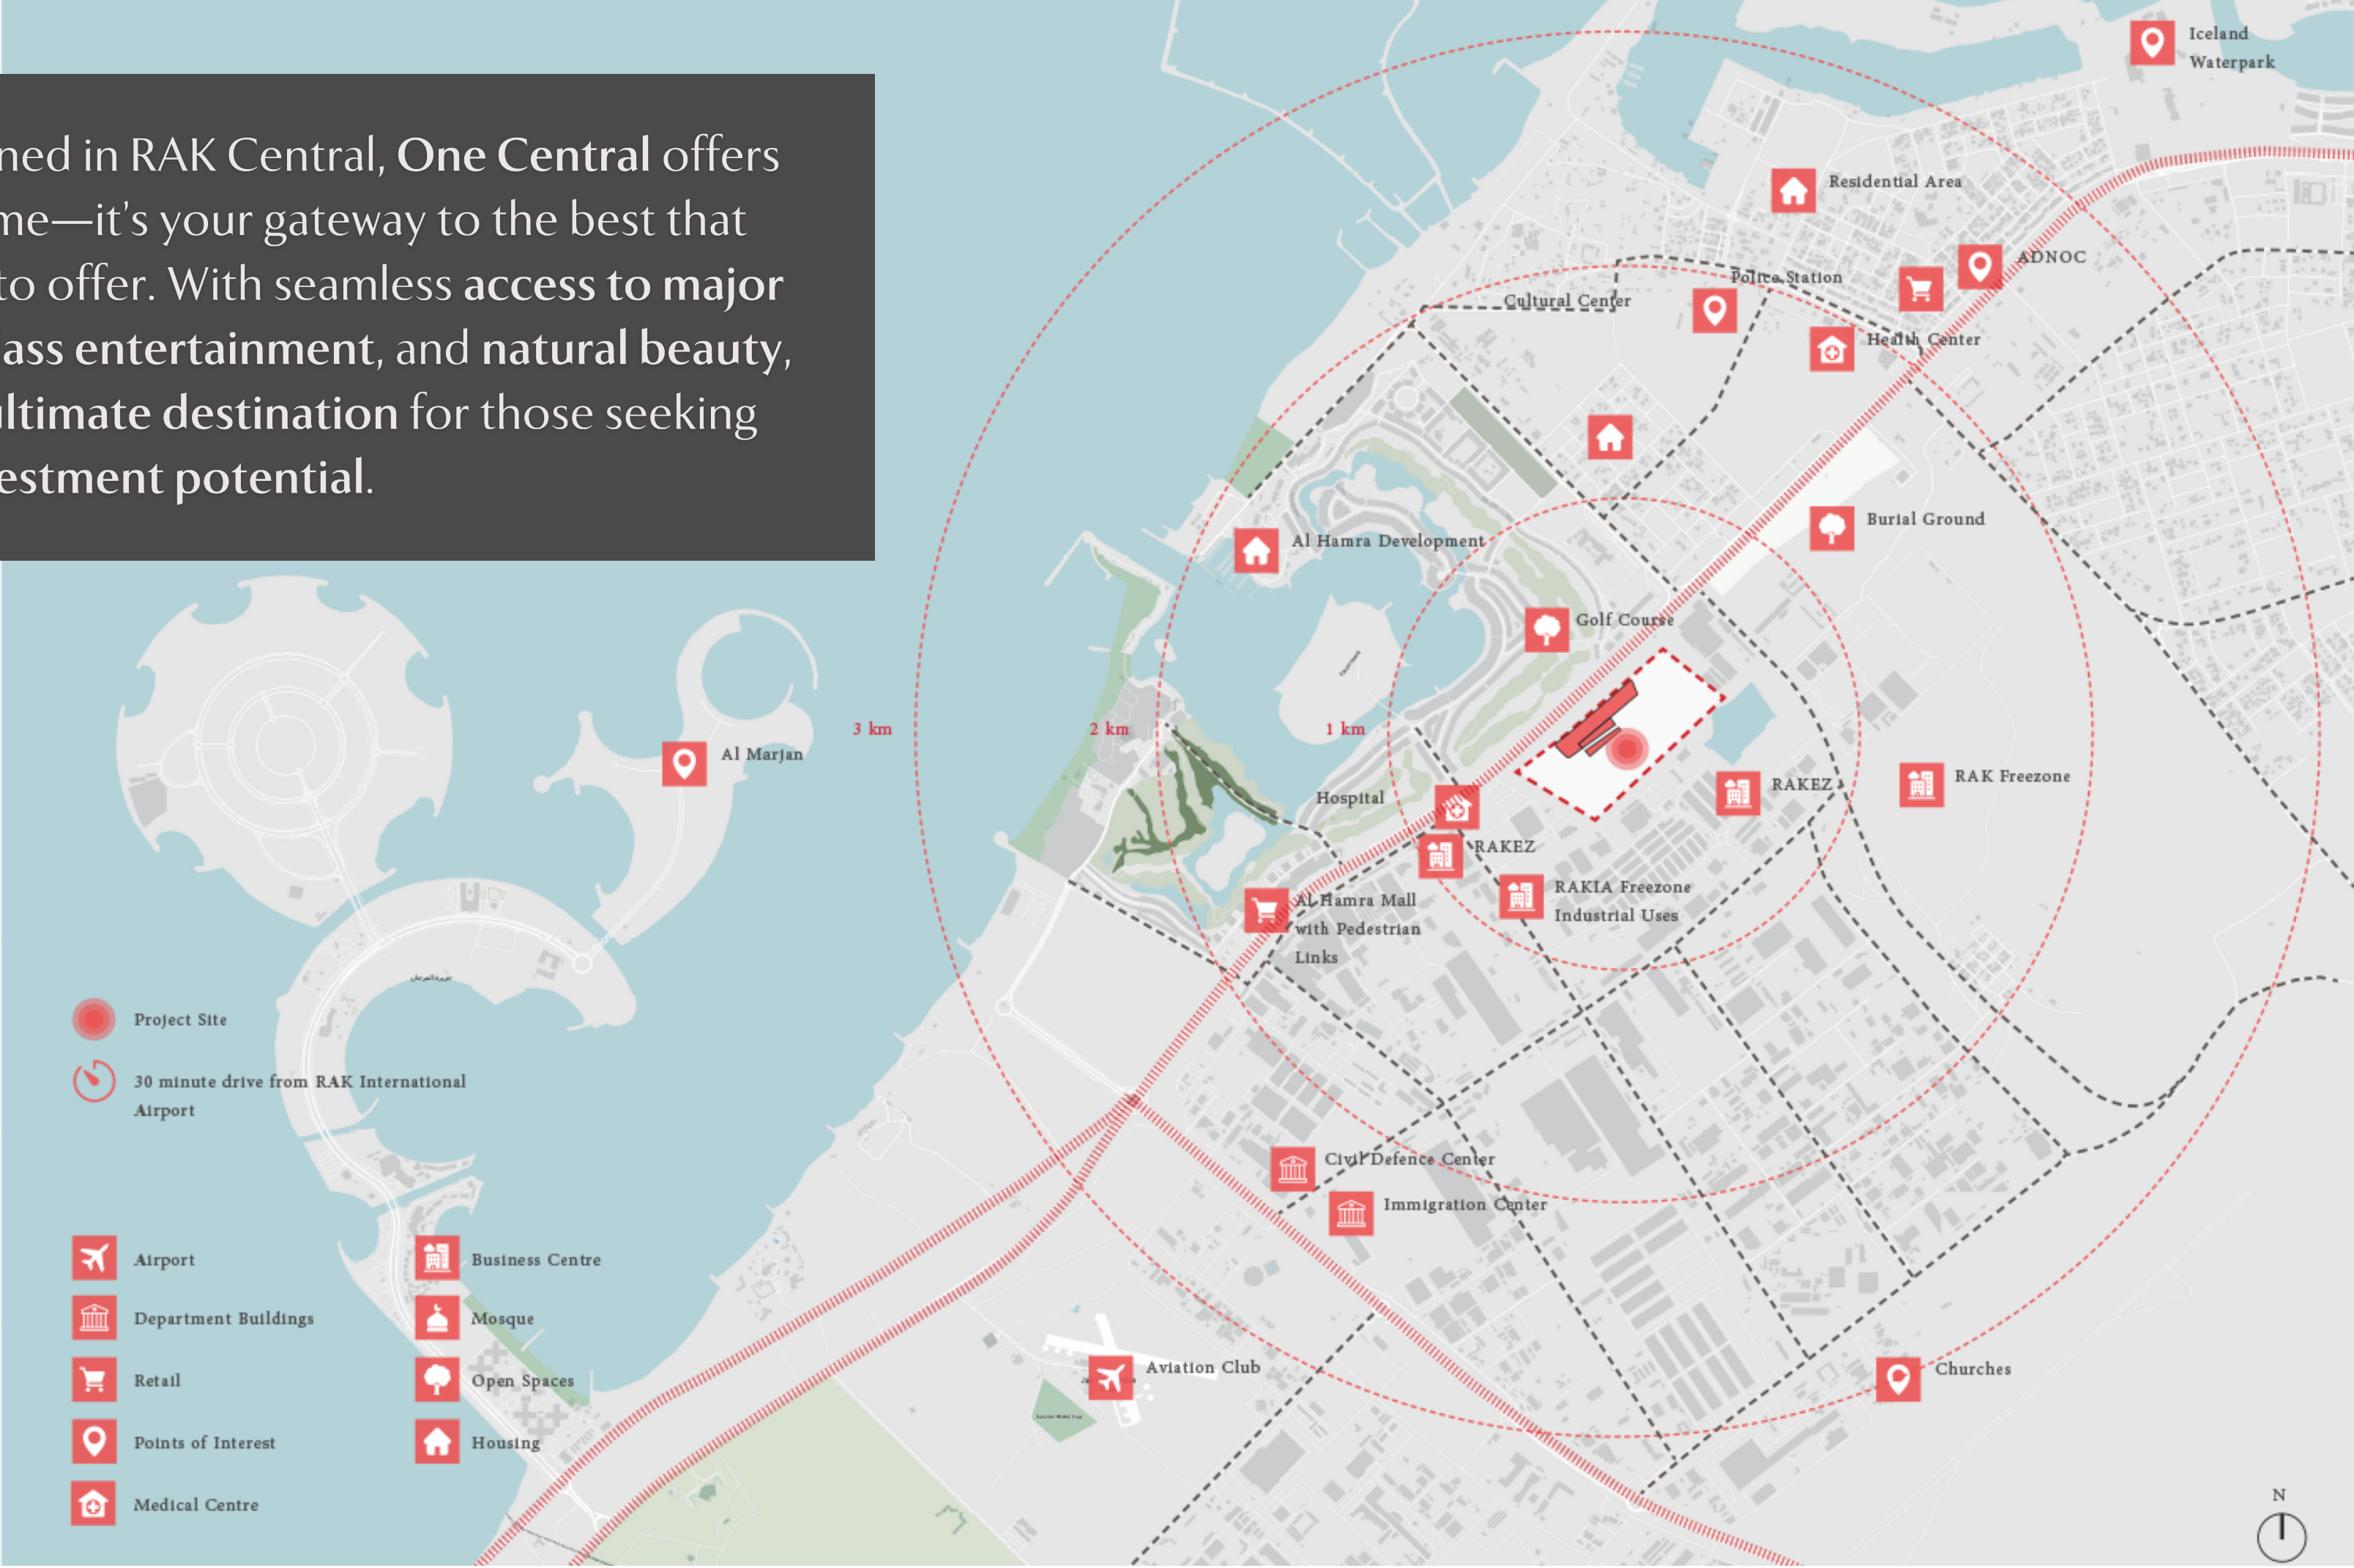 ned in RAK Central, One Central offers
me—it's your gateway to the best that
to offer. With seamless access to major
lass entertainment, and natural beauty,
ultimate destination for those seeking
estment potential.
Iceland
Waterpark
Residential Area
ADNOC
Police Station
Cultural Center
Health Center
Burial Ground
Al Hamra Development
Golf Course
3 km
2 km
1 km
Al Marjan
Hospital
RAKEZ
RAK Freezone
RAKEZ
RAKIA Freezone
Industrial Uses
Al Hamra Mall
with Pedestrian
Links
جزيرة المرجان
Project Site
30 minute drive from RAK International
Airport
Civil Defence Center
Immigration Center
Aviation Club
Churches
Airport
Business Centre
Department Buildings
Mosque
Retail
Open Spaces
Points of Interest
Housing
Medical Centre
N